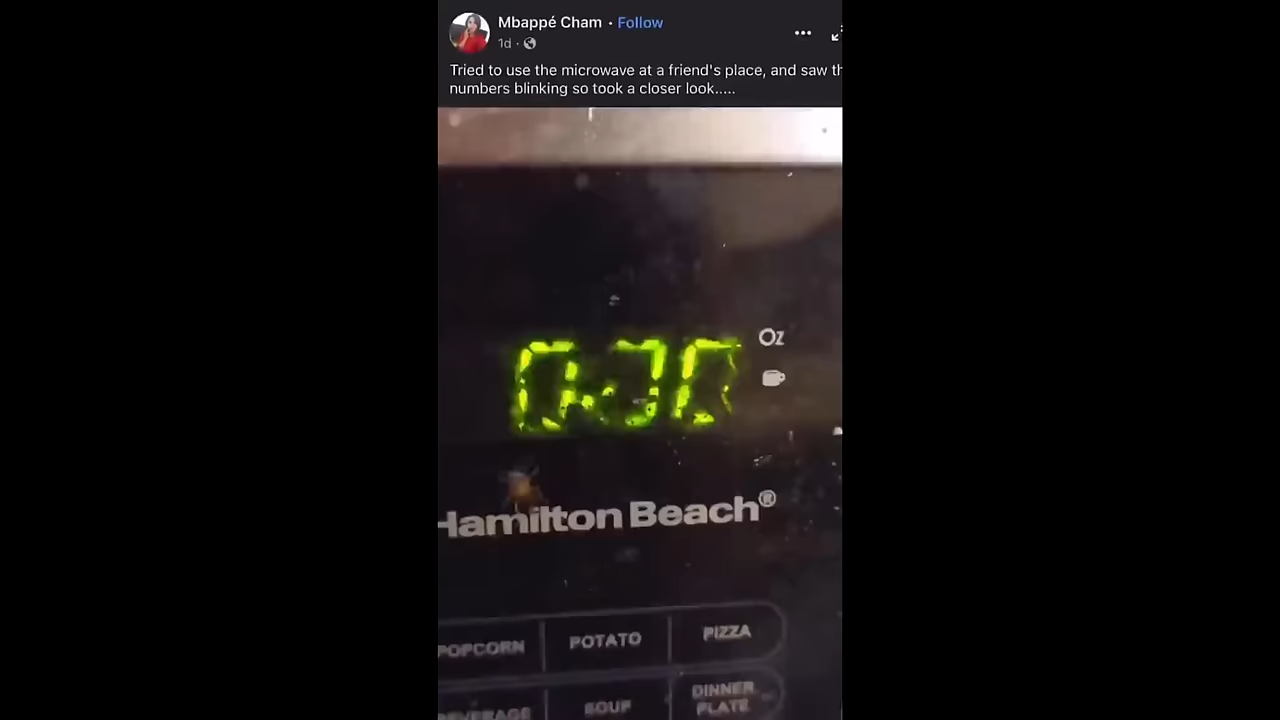 Mbappé Cham · Follow
1d ·
Tried to use the microwave at a friend's place, and saw
numbers blinking so took a closer look.....
Oz
Hamilton Beach®
POPCORN POTATO PIZZA
BEVERAGE SOUP DINNER PLATE